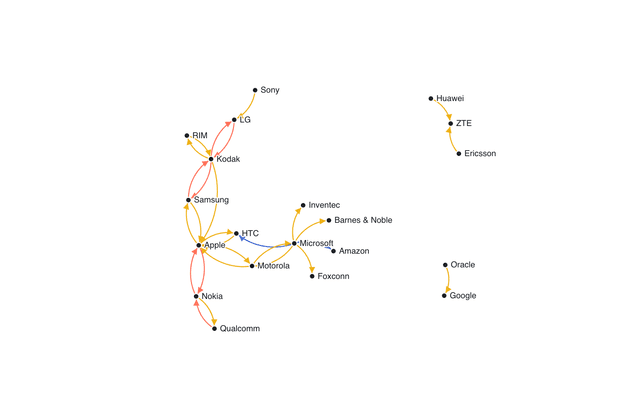 Sony
Huawei
LG
ZTE
RIM
Ericsson
Kodak
Samsung
Inventec
Barnes & Noble
HTC
Apple
Microsoft
Amazon
Motorola
Oracle
Foxconn
Nokia
Google
Qualcomm